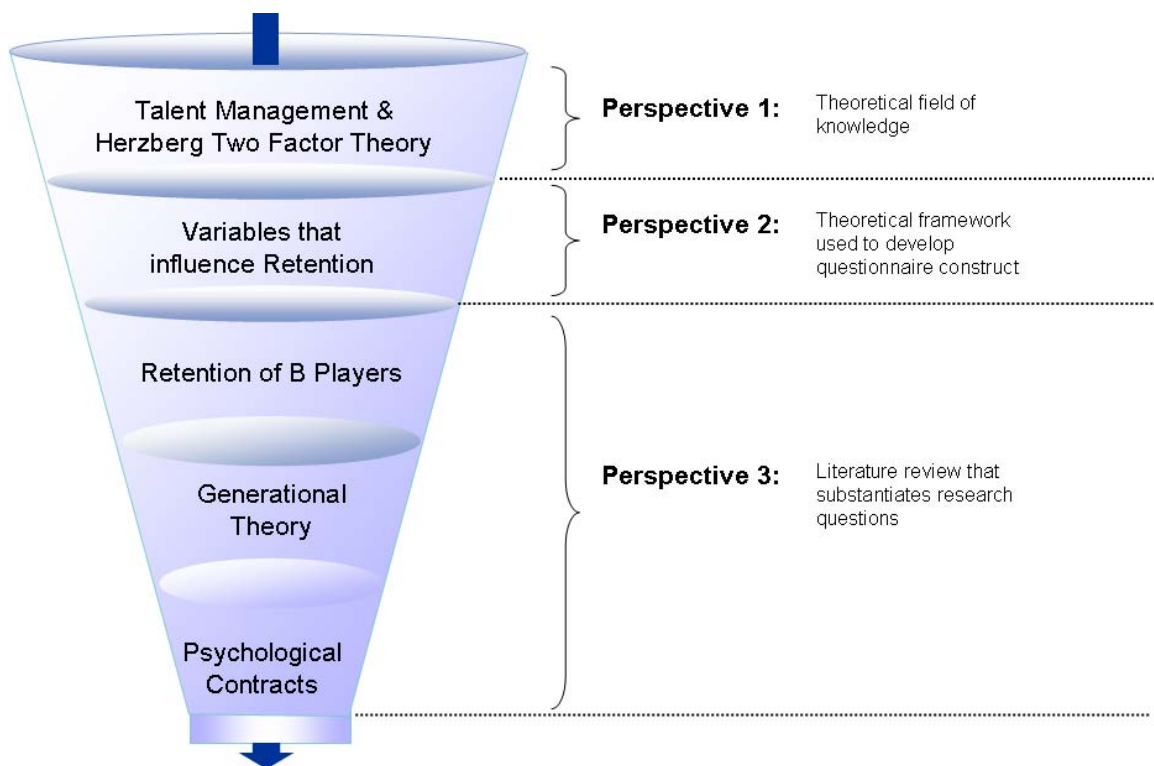 Talent Management &
Herzberg Two Factor Theory
Perspective 1:
Theoretical field of
knowledge
Variables that
influence Retention
Perspective 2:
Theoretical framework
used to develop
questionnaire construct
Retention of B Players
Generational
Theory
Psychological
Contracts
Perspective 3:
Literature review that
substantiates research
questions